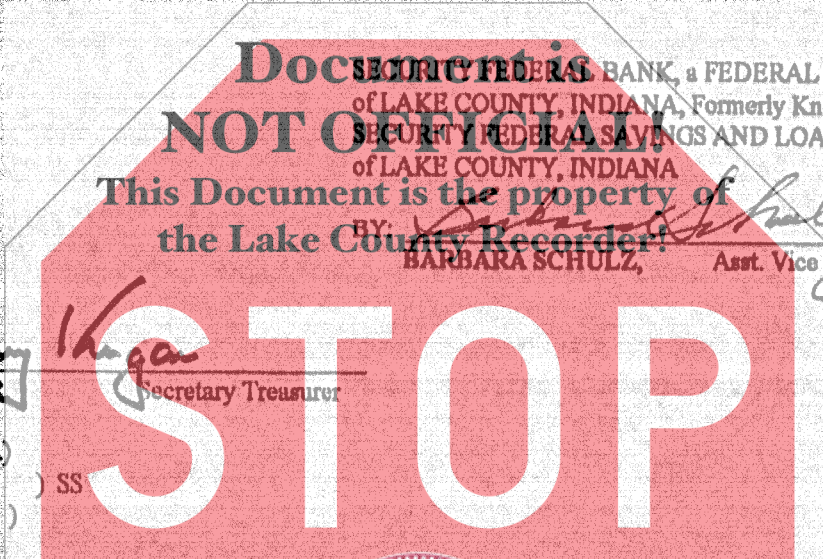 Document is
NOT OFFICIAL!
This Document is the property of
the Lake County Recorder!
SECURITY FEDERAL BANK, a FEDERAL
of LAKE COUNTY, INDIANA, Formerly Kn
SECURITY FEDERAL SAVINGS AND LOA
of LAKE COUNTY, INDIANA
BY:
BARBARA SCHULZ, Asst. Vice
Secretary Treasurer
STOP
)
) SS
)